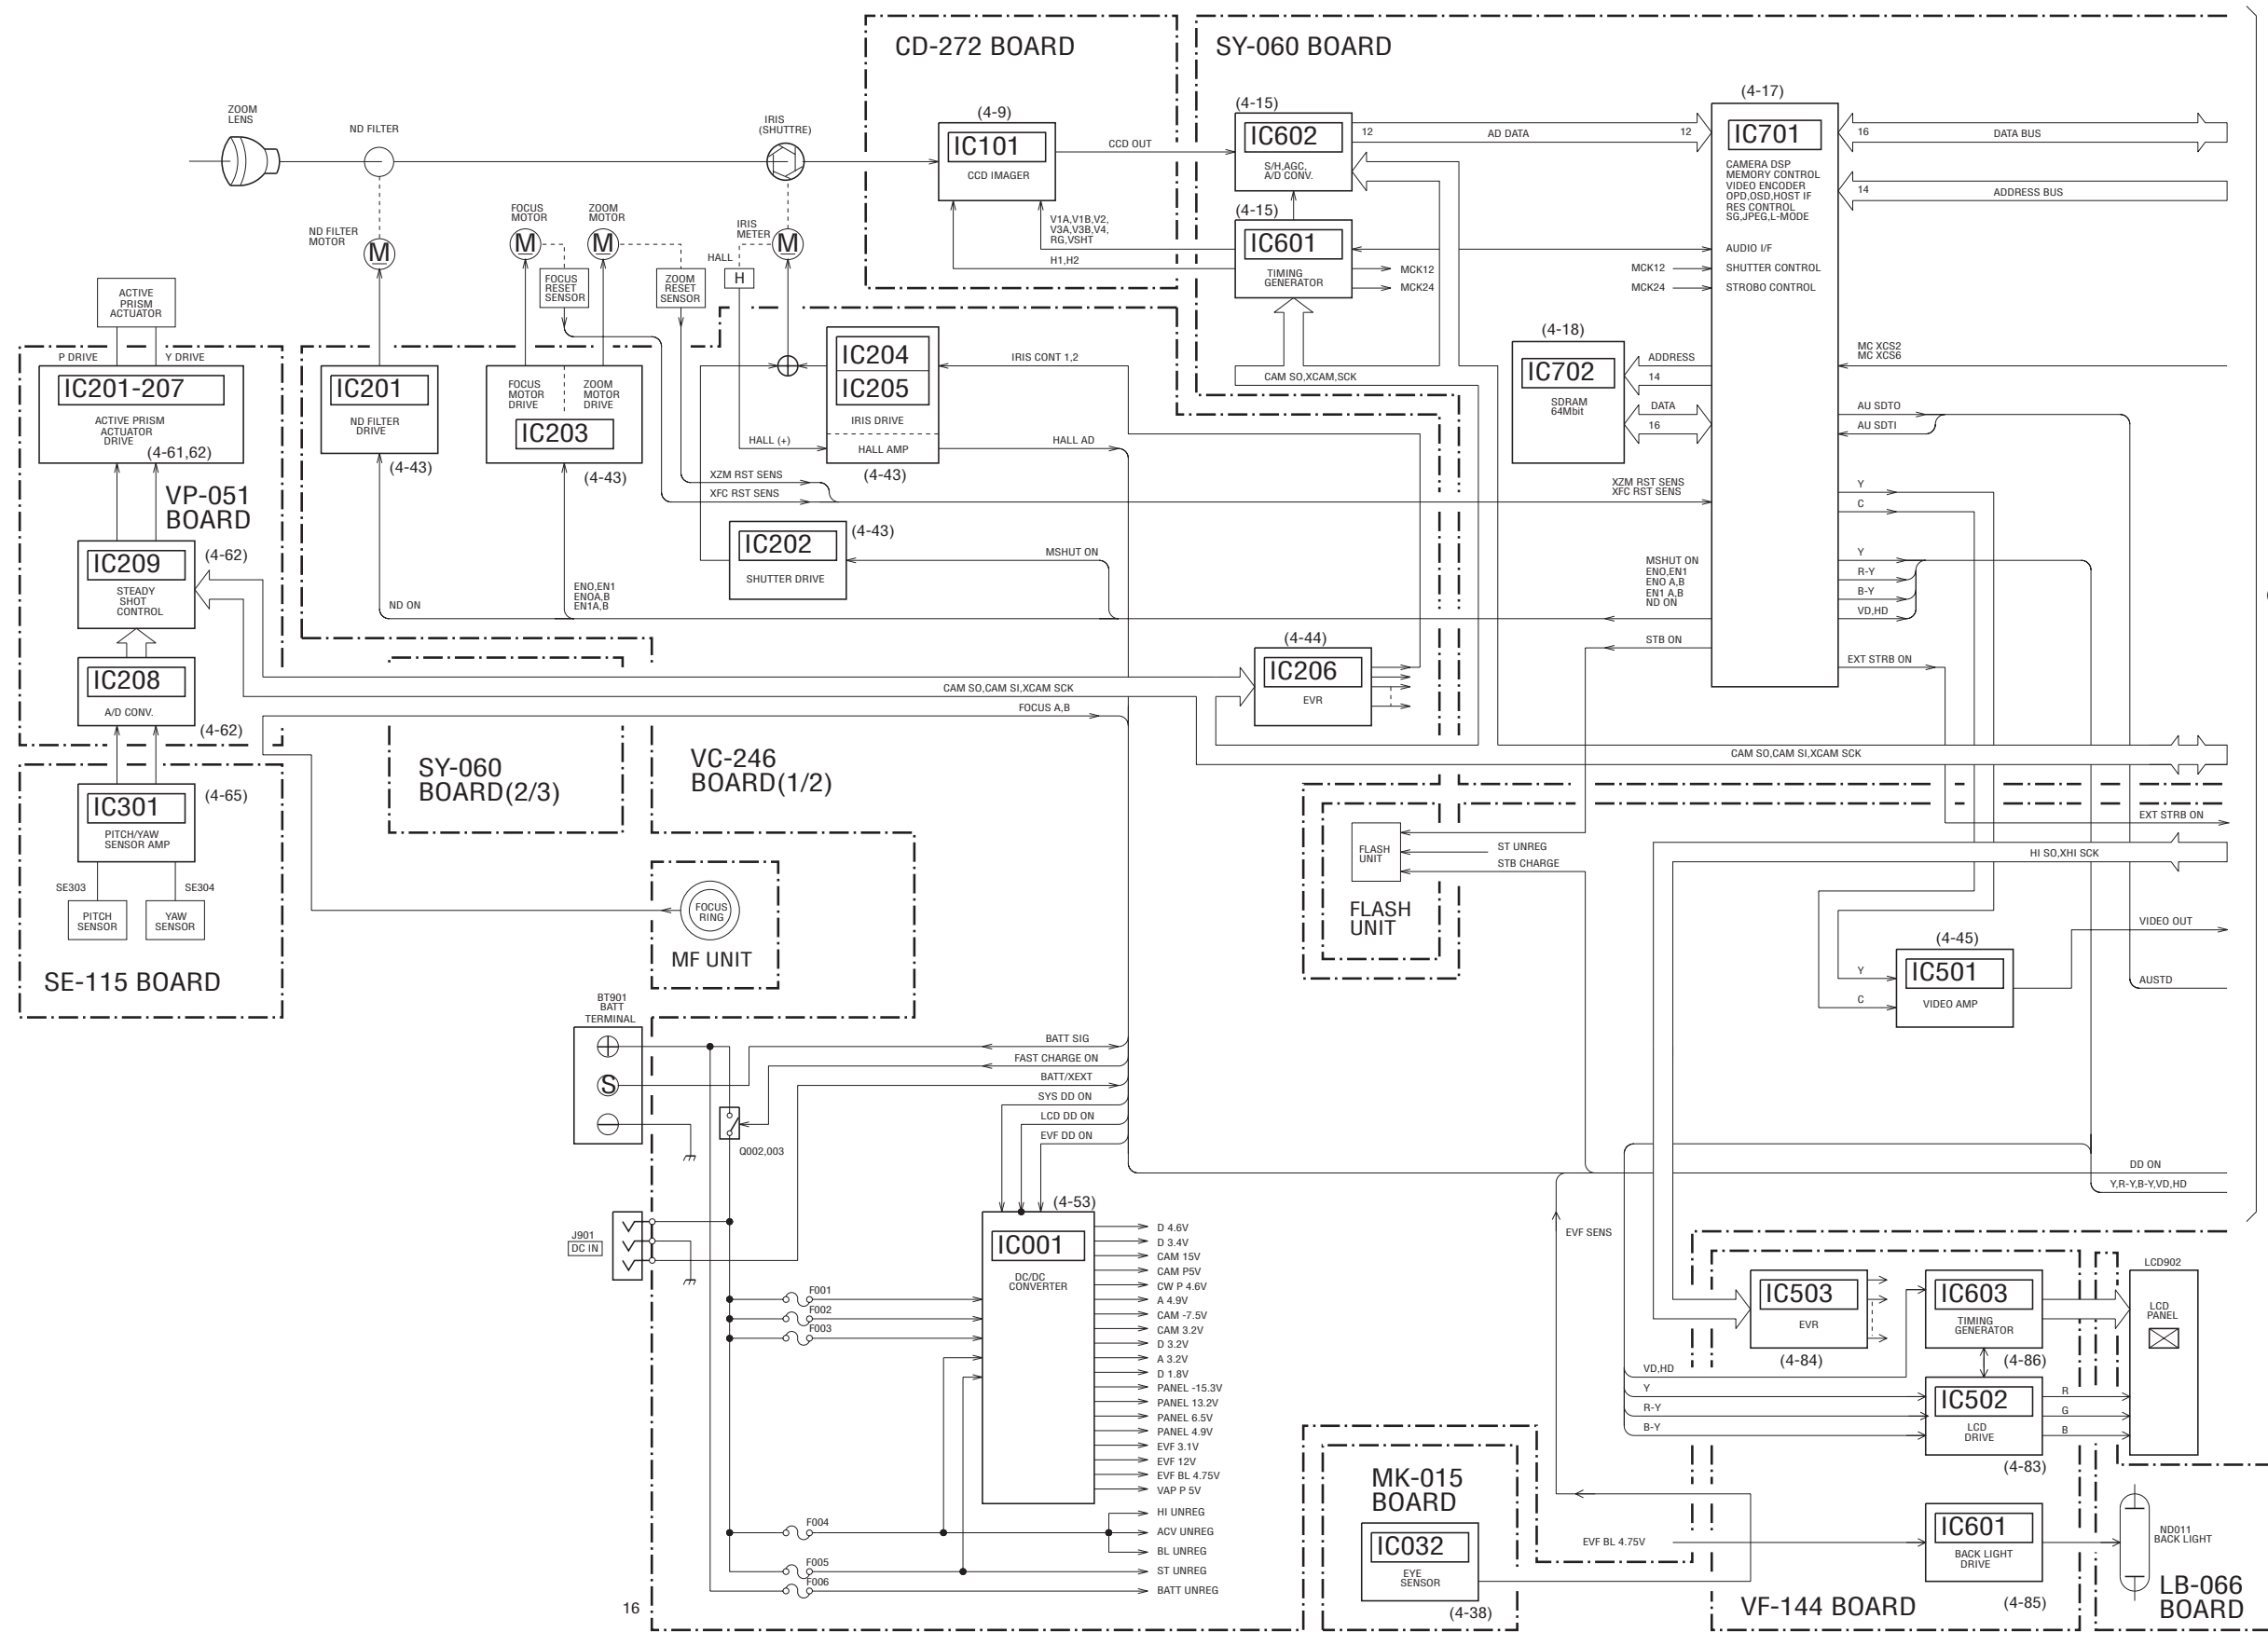 CD-272 BOARD
SY-060 BOARD
ZOOM
LENS
ND FILTER
IRIS
(SHUTTRE)
(4-9)
IC101
CCD IMAGER
CCD OUT
(4-15)
IC602
S/H,AGC,
A/D CONV.
12
AD DATA
12
(4-17)
IC701
CAMERA DSP
MEMORY CONTROL
VIDEO ENCODER
OPD,OSD,HOST IF
RES CONTROL
SG,JPEG,L-MODE
AUDIO I/F
SHUTTER CONTROL
STROBO CONTROL
16
DATA BUS
14
ADDRESS BUS
ND FILTER
MOTOR
M
FOCUS
MOTOR
M
ZOOM
MOTOR
M
IRIS
METER
M
HALL
H
FOCUS
RESET
SENSOR
ZOOM
RESET
SENSOR
V1A,V1B,V2,
V3A,V3B,V4,
RG,VSHT
H1,H2
(4-15)
IC601
TIMING
GENERATOR
MCK12
MCK24
MCK12
MCK24
ACTIVE
PRISM
ACTUATOR
P DRIVE
Y DRIVE
IC201-207
ACTIVE PRISM
ACTUATOR
DRIVE
(4-61,62)
VP-051
BOARD
IC201
ND FILTER
DRIVE
(4-43)
FOCUS
MOTOR
DRIVE
ZOOM
MOTOR
DRIVE
IC203
(4-43)
IC204
IC205
IRIS DRIVE
HALL AMP
(4-43)
IRIS CONT 1,2
HALL (+)
HALL AD
CAM SO,XCAM,SCK
(4-18)
IC702
SDRAM
64Mbit
ADDRESS
14
DATA
16
MC XCS2
MC XCS6
AU SDTO
AU SDTI
XZM RST SENS
XFC RST SENS
XZM RST SENS
XFC RST SENS
Y
C
IC202
SHUTTER DRIVE
(4-43)
MSHUT ON
MSHUT ON
EN0,EN1
EN0 A,B
EN1 A,B
ND ON
Y
R-Y
B-Y
VD,HD
IC209
STEADY
SHOT
CONTROL
(4-62)
ND ON
EN0,EN1
EN0A,B
EN1A,B
STB ON
EXT STRB ON
(4-44)
IC206
EVR
IC208
A/D CONV.
(4-62)
CAM SO,CAM SI,XCAM SCK
FOCUS A,B
CAM SO,CAM SI,XCAM SCK
SY-060
BOARD(2/3)
VC-246
BOARD(1/2)
IC301
PITCH/YAW
SENSOR AMP
(4-65)
SE303
SE304
PITCH
SENSOR
YAW
SENSOR
SE-115 BOARD
FOCUS
RING
MF UNIT
FLASH
UNIT
ST UNREG
STB CHARGE
FLASH
UNIT
EXT STRB ON
HI SO,XHI SCK
VIDEO OUT
(4-45)
IC501
VIDEO AMP
Y
C
AUSTD
BT901
BATT
TERMINAL
S
BATT SIG
FAST CHARGE ON
BATT/XEXT
SYS DD ON
LCD DD ON
EVF DD ON
Q002,003
DD ON
Y,R-Y,B-Y,VD,HD
J901
DC IN
(4-53)
IC001
DC/DC
CONVERTER
F001
F002
F003
F004
F005
F006
D 4.6V
D 3.4V
CAM 15V
CAM P5V
CW P 4.6V
A 4.9V
CAM -7.5V
CAM 3.2V
D 3.2V
A 3.2V
D 1.8V
PANEL -15.3V
PANEL 13.2V
PANEL 6.5V
PANEL 4.9V
EVF 3.1V
EVF 12V
EVF BL 4.75V
VAP P 5V
HI UNREG
ACV UNREG
BL UNREG
ST UNREG
BATT UNREG
EVF SENS
IC503
EVR
(4-84)
IC603
TIMING
GENERATOR
(4-86)
LCD902
LCD
PANEL
VD,HD
Y
R-Y
B-Y
IC502
LCD
DRIVE
(4-83)
R
G
B
MK-015
BOARD
IC032
EYE
SENSOR
(4-38)
EVF BL 4.75V
IC601
BACK LIGHT
DRIVE
(4-85)
VF-144 BOARD
ND011
BACK LIGHT
LB-066
BOARD
16